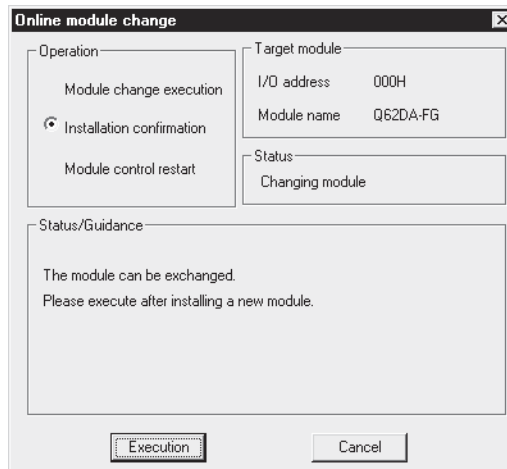 Online module change
Operation
Module change execution
Installation confirmation
Module control restart
Target module
I/O address 000H
Module name Q62DA-FG
Status
Changing module
Status/Guidance
The module can be exchanged.
Please execute after installing a new module.
Execution
Cancel